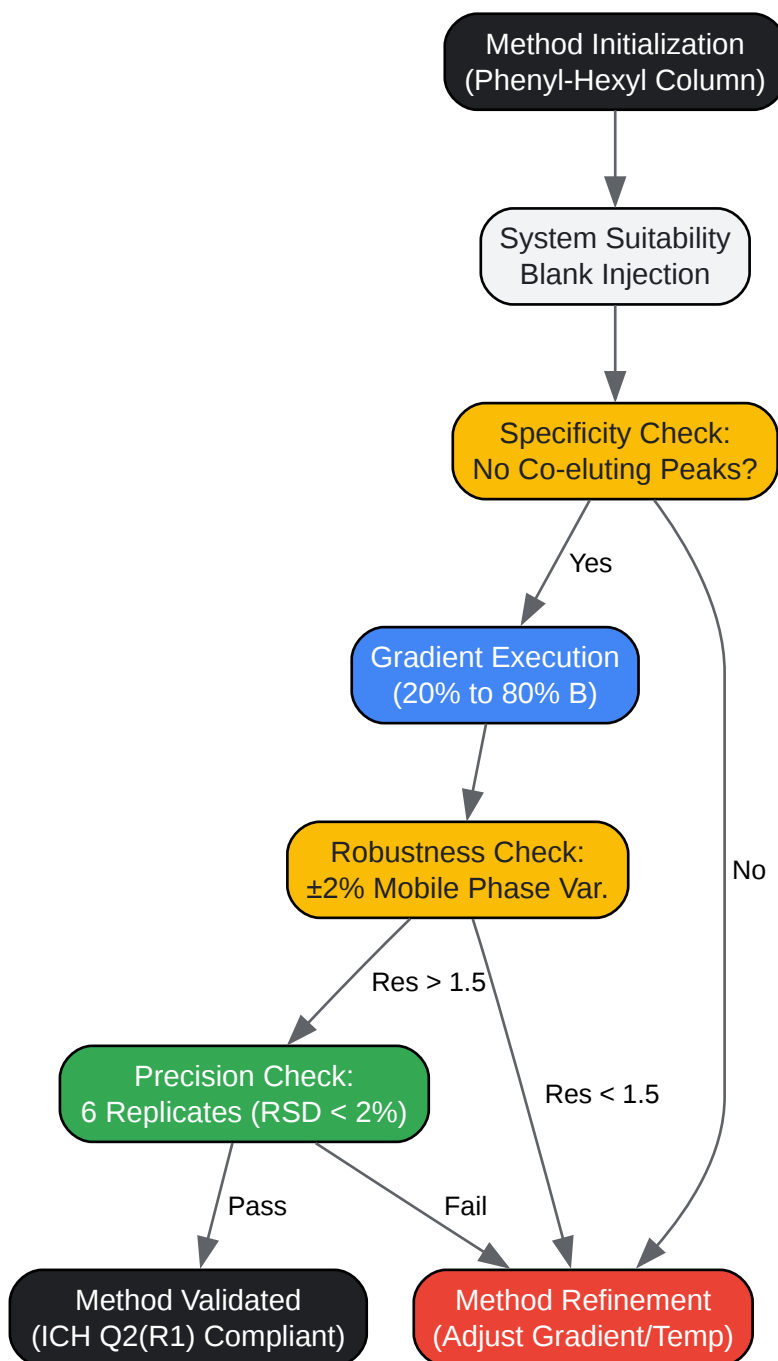 Method Initialization
(Phenyl-Hexyl Column)
System Suitability
Blank Injection
Specificity Check:
No Co-eluting Peaks?
Yes
Gradient Execution
(20% to 80% B)
Robustness Check:
±2% Mobile Phase Var.
No
Res > 1.5
Precision Check:
6 Replicates (RSD < 2%)
Res < 1.5
Pass
Fail
Method Validated
(ICH Q2(R1) Compliant)
Method Refinement
(Adjust Gradient/Temp)